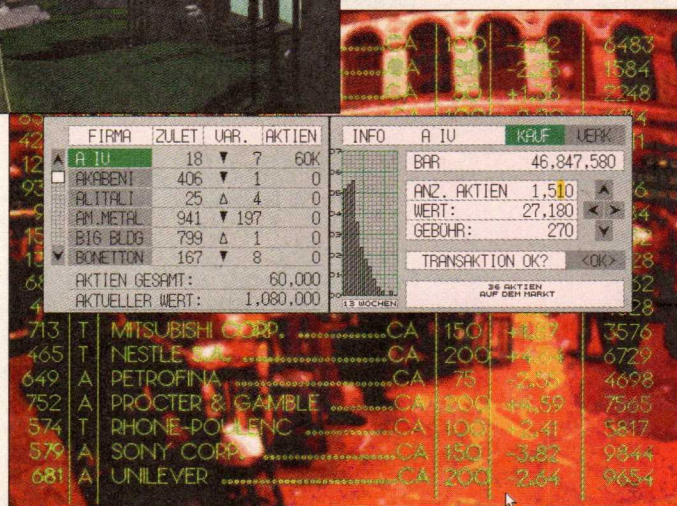 CA 100 -4.42 6483
1584
2248
FIRMA ZULET VAR. AKTIEN
A IV 18 ▼ 7 60K
AKABENI 406 ▼ 1 0
ALITALI 25 △ 4 0
AM.METAL 941 ▼ 197 0
BIG BLDG 799 △ 1 0
BONETTON 167 ▼ 8 0
AKTIEN GESAMT: 60,000
AKTUELLER WERT: 1,080,000
INFO A IV KAUF VERK
BAR 46.847,580
ANZ. AKTIEN 1,510
WERT: 27,180
GEBÜHR: 270
TRANSAKTION OK? <OK>
36 AKTIEN
AUF DEM MARKT
13 WOCHEN
713 T MITSUBISHI CORP. CA 150 3576
465 T NESTLE CA 200 6729
649 A PETROFINA CA 75 4698
752 A PROCTER & GAMBLE CA 200 +4.59 7565
574 T RHONE-POULENC CA 100 5817
579 A SONY CORP. CA 150 -3.82 9844
681 A UNILEVER CA 200 -2.64 9654